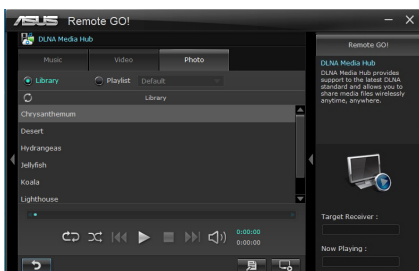 ASUS Remote GO!
DLNA Media Hub
Music Video Photo
Library Playlist Default
Library
Chrysanthemum
Desert
Hydrangeas
Jellyfish
Koala
Lighthouse
0:00:00
0:00:00
Remote GO!
DLNA Media Hub
DLNA Media Hub provides
support to the latest DLNA
standard and allows you to
share media files wirelessly
anytime, anywhere.
Target Receiver :
Now Playing :